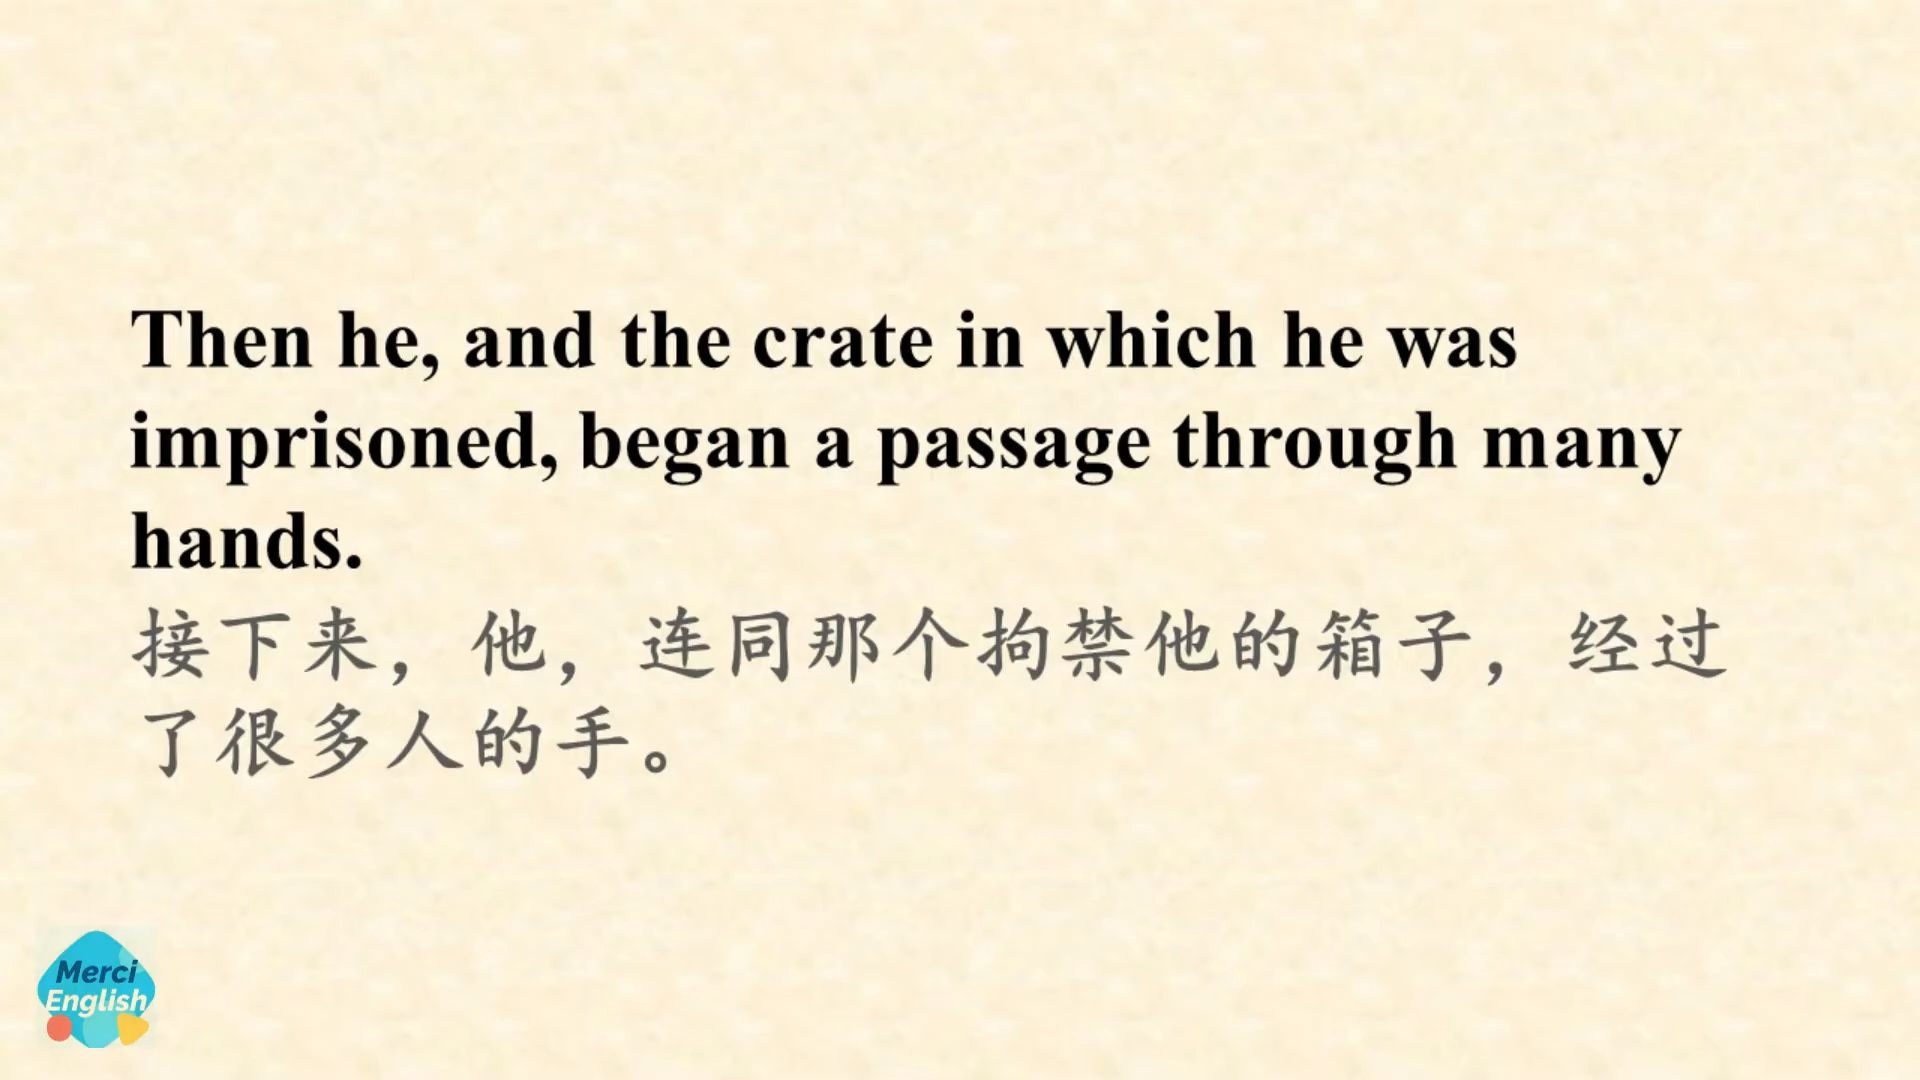 Then he, and the crate in which he was
imprisoned, began a passage through many
hands.
接下来，他，连同那个拘禁他的箱子，经过
了很多人的手。
Merci
English